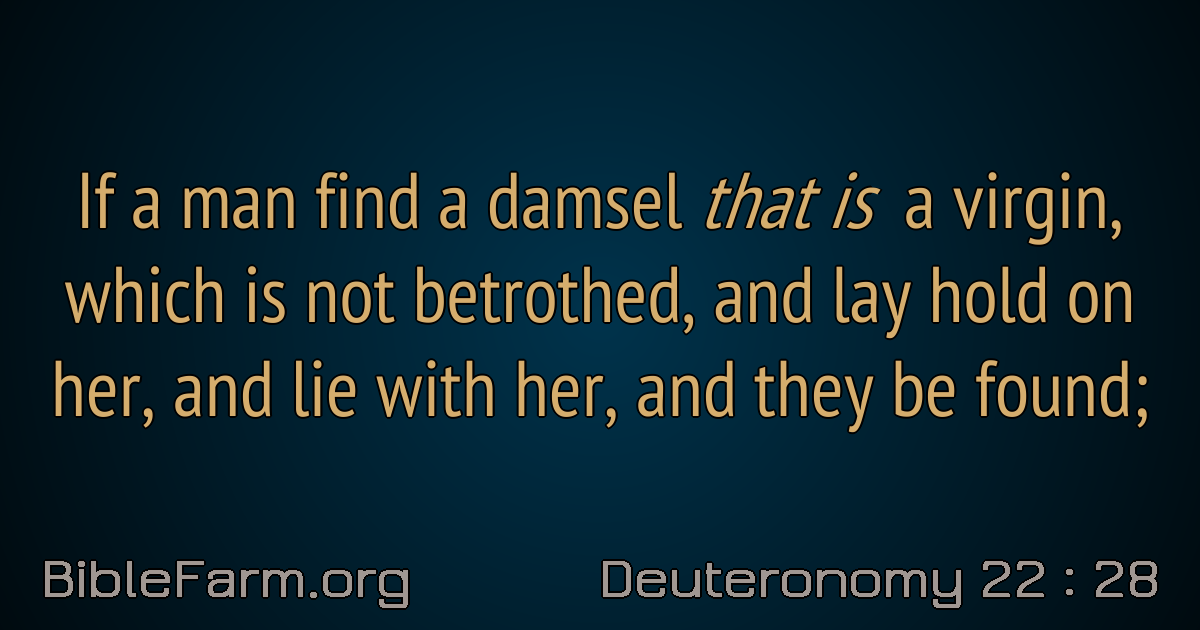 If a man find a damsel that is a virgin,
which is not betrothed, and lay hold on
her, and lie with her, and they be found;
BibleFarm.org
Deuteronomy 22 : 28